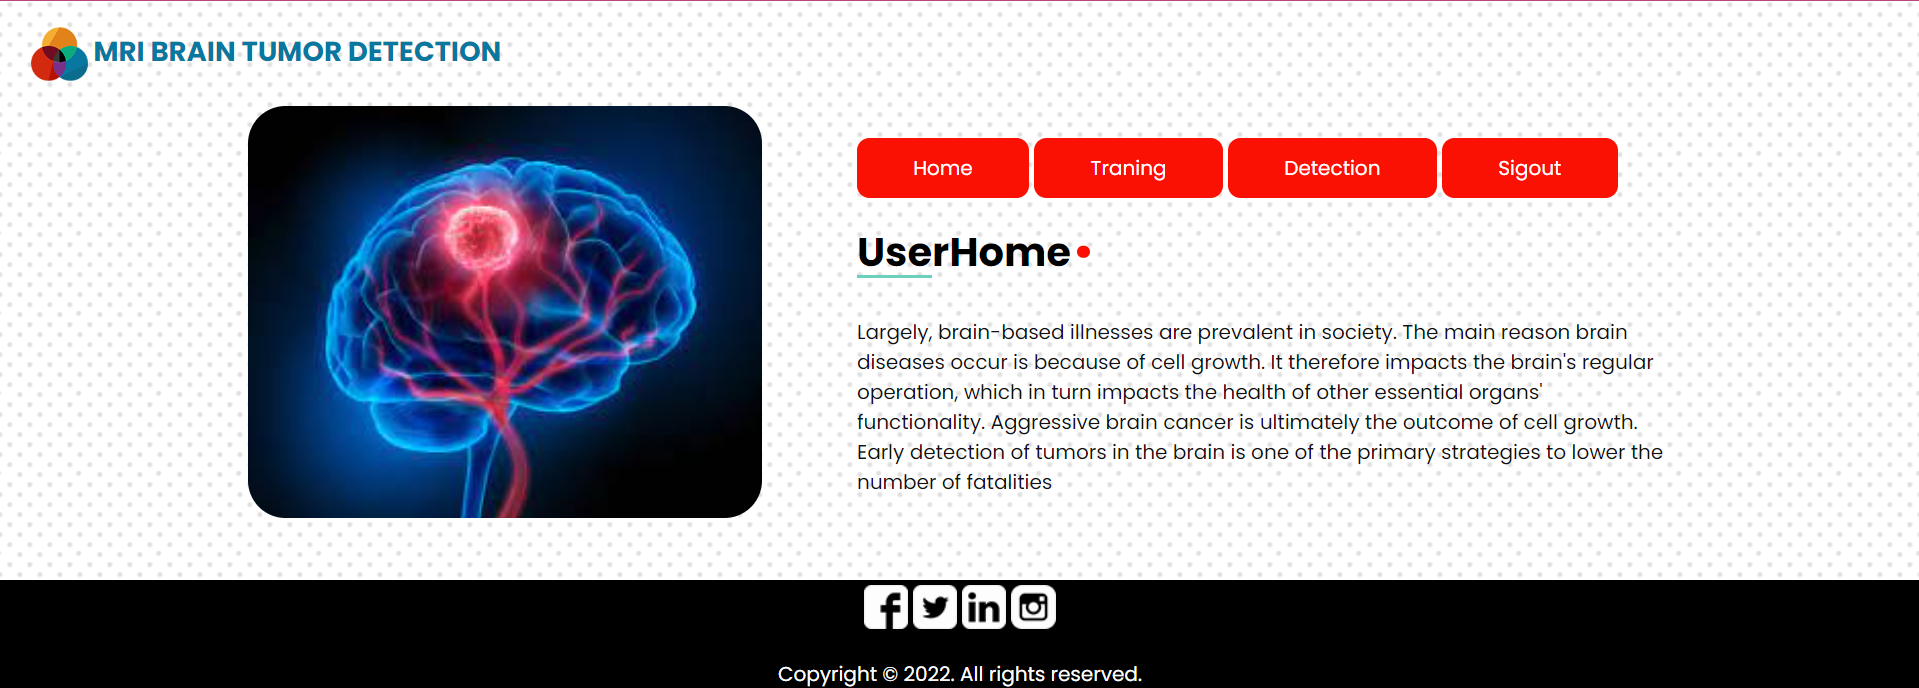 MRI BRAIN TUMOR DETECTION
Home Traning Detection Sigout
UserHome
Largely, brain-based illnesses are prevalent in society. The main reason brain
diseases occur is because of cell growth. It therefore impacts the brain's regular
operation, which in turn impacts the health of other essential organs'
functionality. Aggressive brain cancer is ultimately the outcome of cell growth.
Early detection of tumors in the brain is one of the primary strategies to lower the
number of fatalities
Copyright © 2022. All rights reserved.